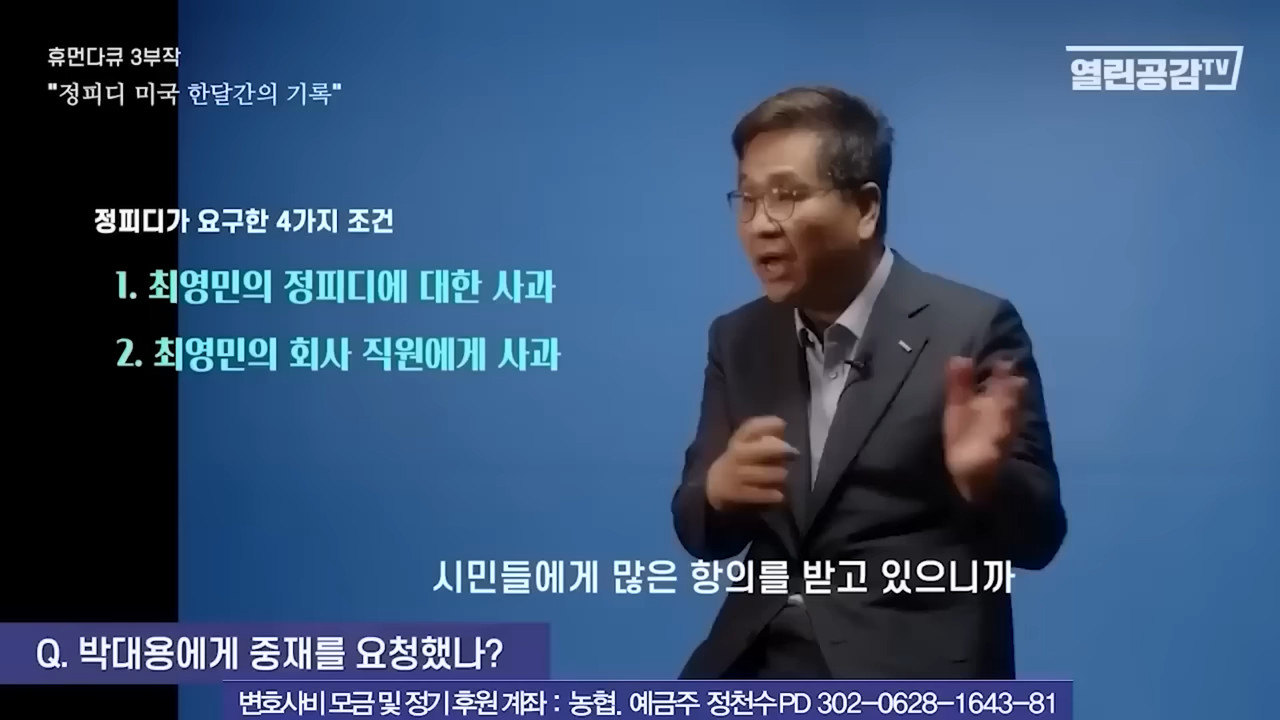 휴먼다큐 3부작
"정피디 미국 한달간의 기록"
열린공감TV
정피디가 요구한 4가지 조건
1. 최영민의 정피디에 대한 사과
2. 최영민의 회사 직원에게 사과
시민들에게 많은 항의를 받고 있으니까
Q. 박대용에게 중재를 요청했나?
변호사비 모금 및 정기 후원 계좌 : 농협. 예금주 정천수PD 302-0628-1643-81